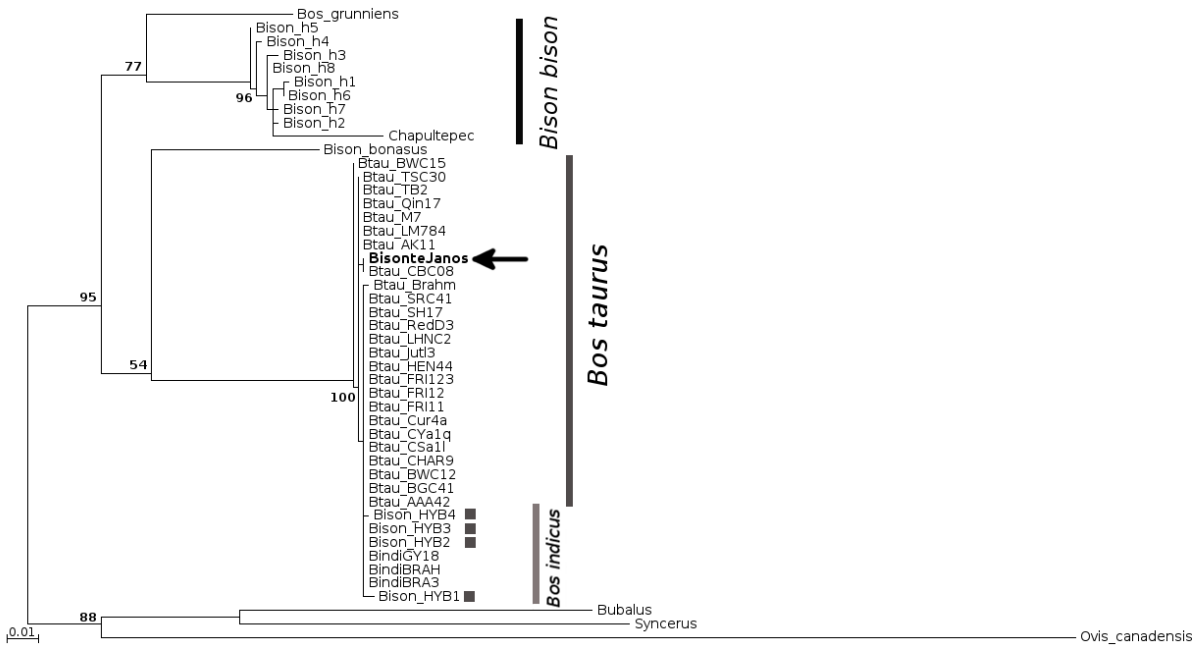 Bos_grunniens
Bison_h5
Bison_h4
Bison_h3
Bison_h8
77
Bison_h1
Bison_h6
96
Bison_h7
Bison_h2
Chapultepec
Bison bison
Bison_bonasus
Btau_BWC15
Btau_TSC30
Btau_TB2
Btau_Qin17
Btau_M7
Btau_LM784
Btau_AK11
BisonteJanos
Btau_CBC08
Btau_Brahm
Btau_SRC41
95
Btau_SH17
Btau_RedD3
Btau_LHNC2
Btau_Jutl3
54
Btau_HEN44
Btau_FRI123
Btau_FRI12
100
Btau_FRI11
Btau_Cur4a
Btau_CYa1q
Btau_CSa1l
Btau_CHAR9
Btau_BWC12
Btau_BGC41
Btau_AAA42
Bos taurus
Bison_HYB4
Bison_HYB3
Bison_HYB2
BindiGY18
BindiBRAH
BindiBRA3
Bison_HYB1
Bos indicus
88
Bubalus
Syncerus
0.01
Ovis_canadensis